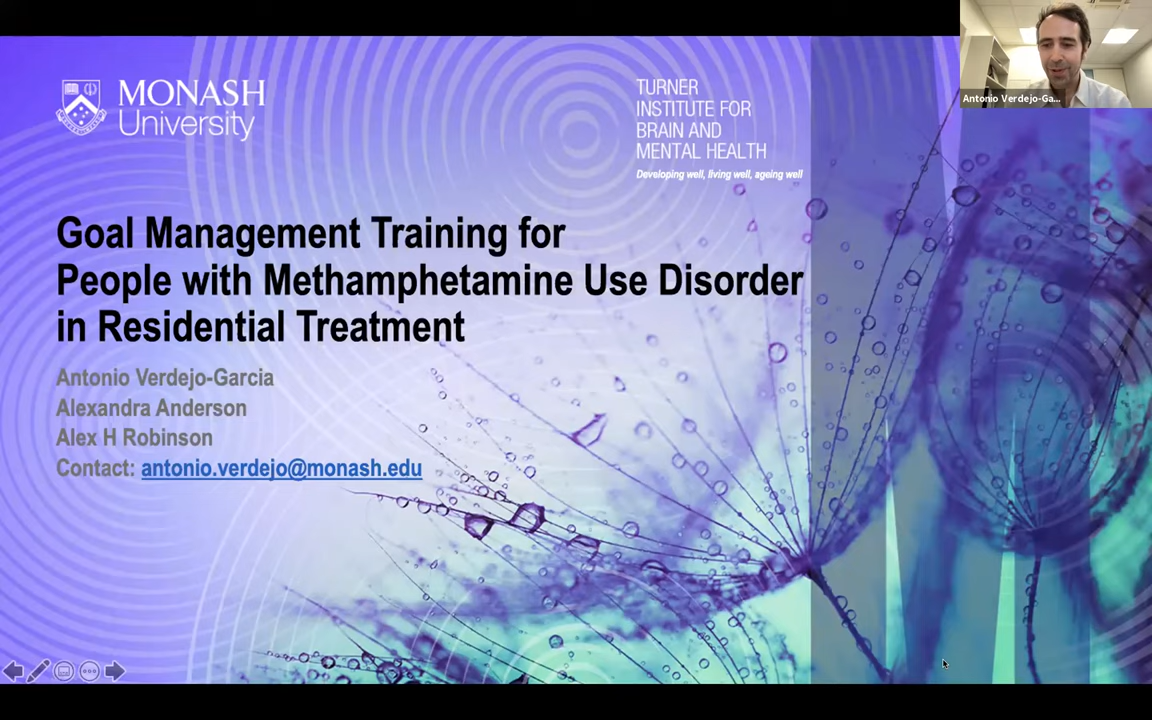 MONASH
University
TURNER
INSTITUTE FOR
BRAIN AND
MENTAL HEALTH
Developing well, living well, ageing well
Antonio Verdejo-Ga...
Goal Management Training for
People with Methamphetamine Use Disorder
in Residential Treatment
Antonio Verdejo-Garcia
Alexandra Anderson
Alex H Robinson
Contact: antonio.verdejo@monash.edu